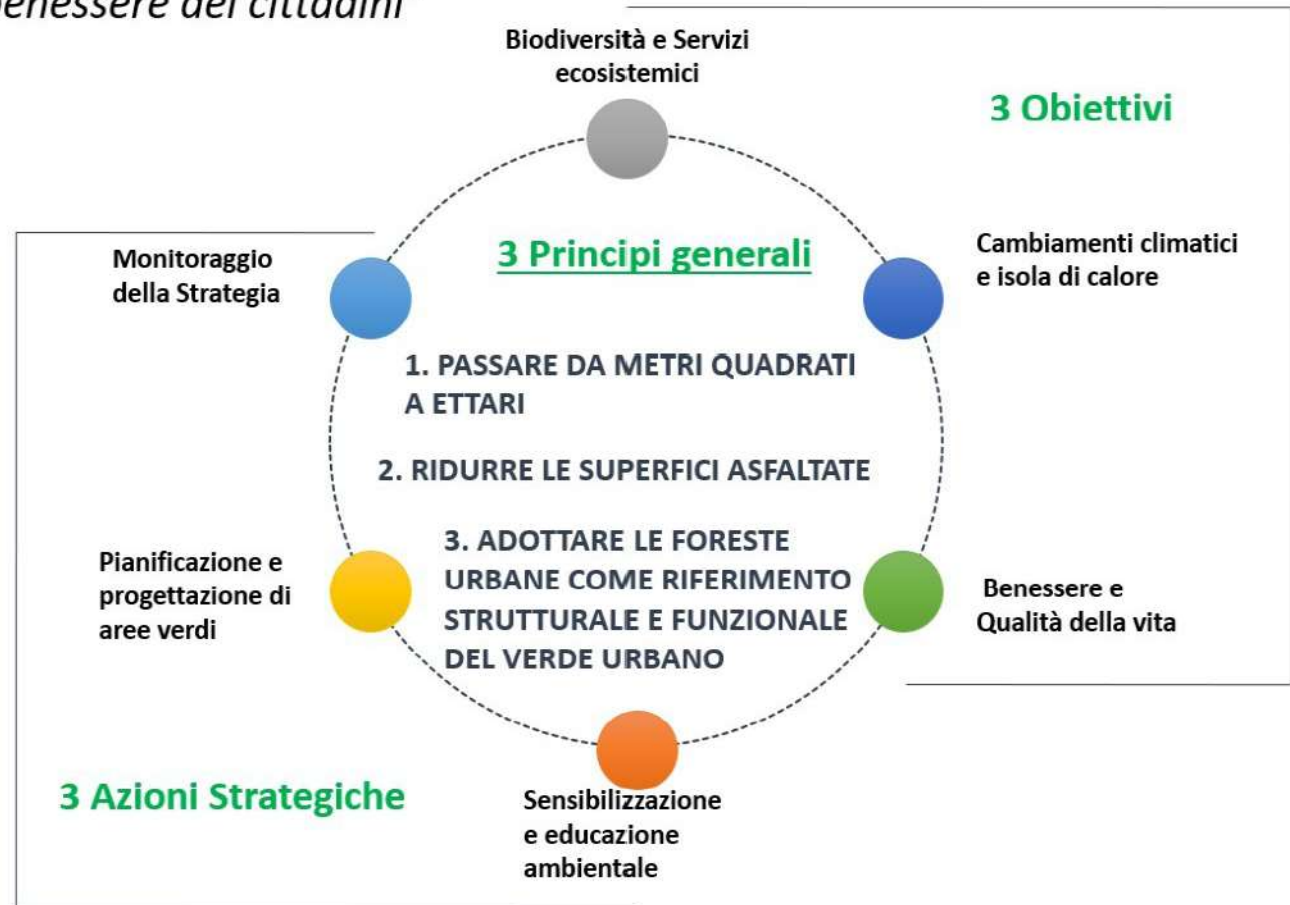 benessere dei cittadini
Biodiversità e Servizi
ecosistemici
3 Obiettivi
Cambiamenti climatici
e isola di calore
Benessere e
Qualità della vita
3 Principi generali
1. PASSARE DA METRI QUADRATI
A ETTARI
2. RIDURRE LE SUPERFICI ASFALTATE
3. ADOTTARE LE FORESTE
URBANE COME RIFERIMENTO
STRUTTURALE E FUNZIONALE
DEL VERDE URBANO
Monitoraggio
della Strategia
Pianificazione e
progettazione di
aree verdi
3 Azioni Strategiche
Sensibilizzazione
e educazione
ambientale